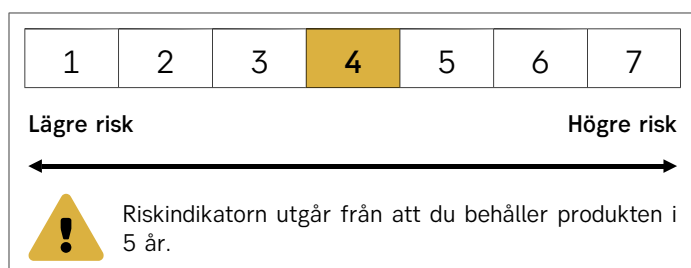 1 2 3 4 5 6 7
Lägre risk Högre risk
Riskindikatorn utgår från att du behåller produkten i
5 år.